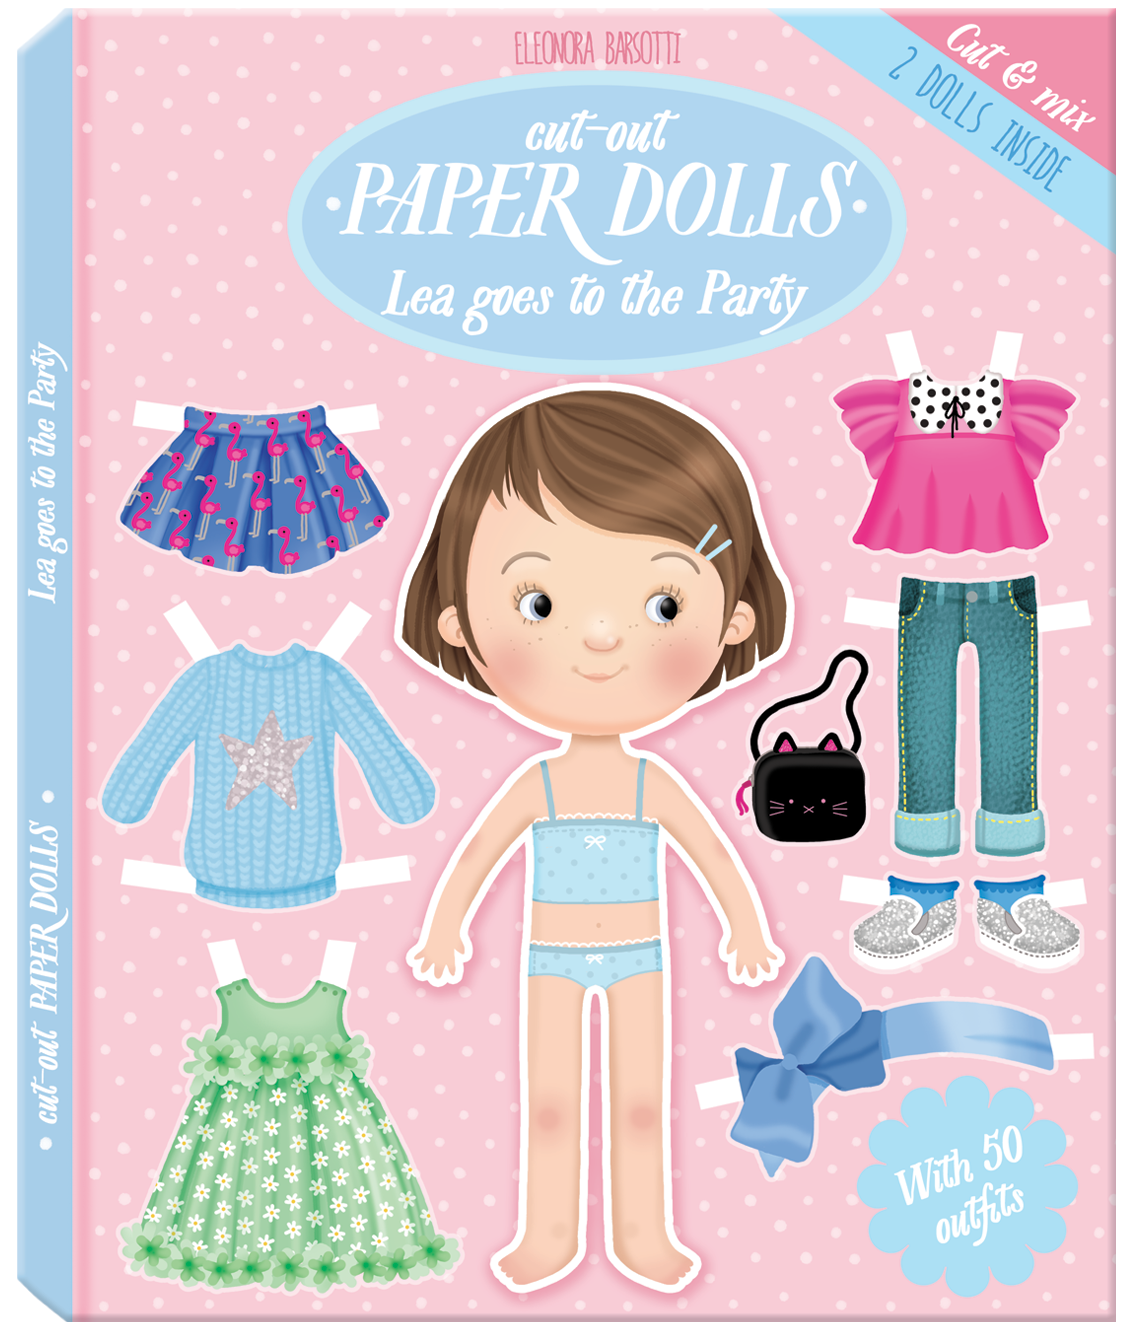 ELEONORA BARSOTTI
Cut & mix
2 DOLLS INSIDE
cut-out
•PAPER DOLLS•
Lea goes to the Party
With 50
outfits
• cut-out PAPER DOLLS • Lea goes to the Party